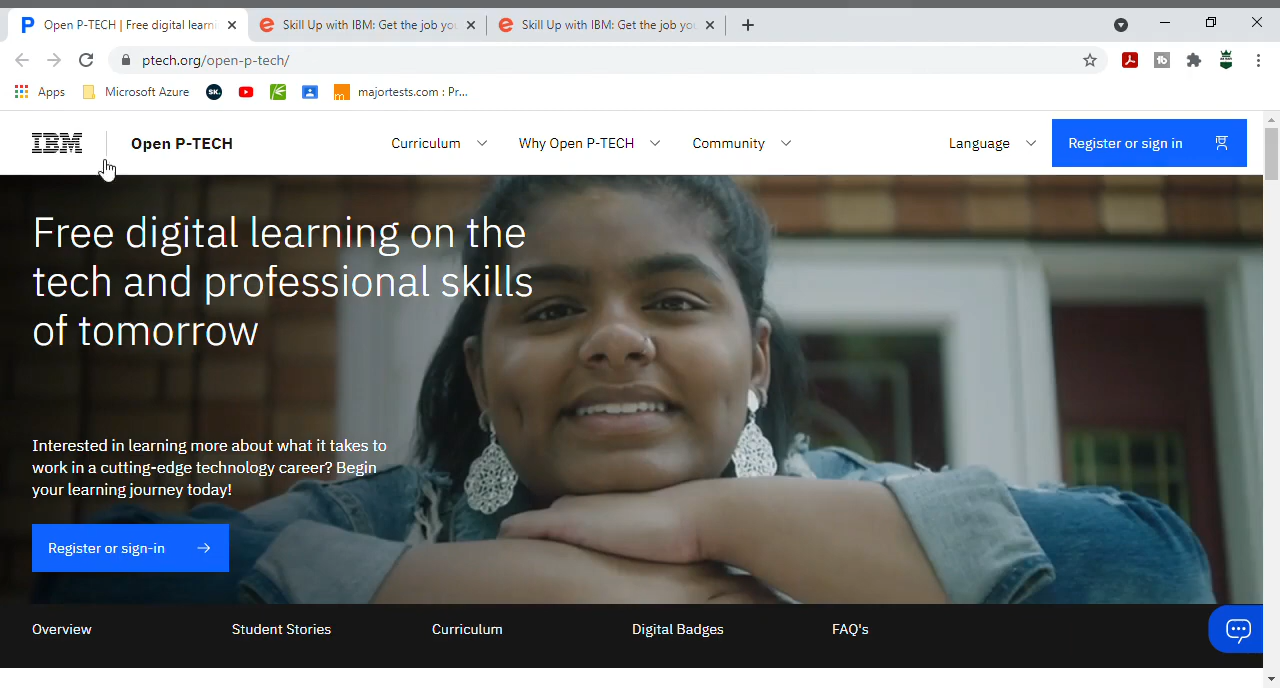 Open P-TECH | Free digital learni
Skill Up with IBM: Get the job yo
Skill Up with IBM: Get the job yo
ptech.org/open-p-tech/
Apps
Microsoft Azure
SK.
majortests.com : Pr...
IBM
Open P-TECH
Curriculum
Why Open P-TECH
Community
Language
Register or sign in
Free digital learning on the
tech and professional skills
of tomorrow
Interested in learning more about what it takes to
work in a cutting-edge technology career? Begin
your learning journey today!
Register or sign-in
Overview
Student Stories
Curriculum
Digital Badges
FAQ's